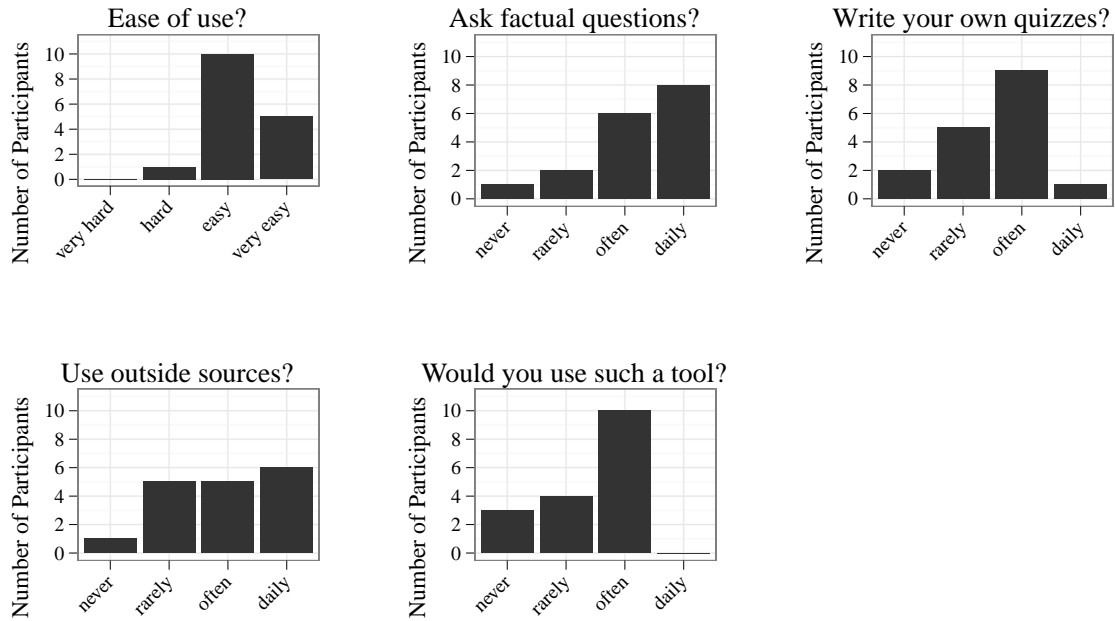 Ease of use?
Number of Participants
10
8
6
4
2
0
very hard
hard
easy
very easy
Ask factual questions?
Number of Participants
10
8
6
4
2
0
never
rarely
often
daily
Write your own quizzes?
Number of Participants
10
8
6
4
2
0
never
rarely
often
daily
Use outside sources?
Number of Participants
10
8
6
4
2
0
never
rarely
often
daily
Would you use such a tool?
Number of Participants
10
8
6
4
2
0
never
rarely
often
daily